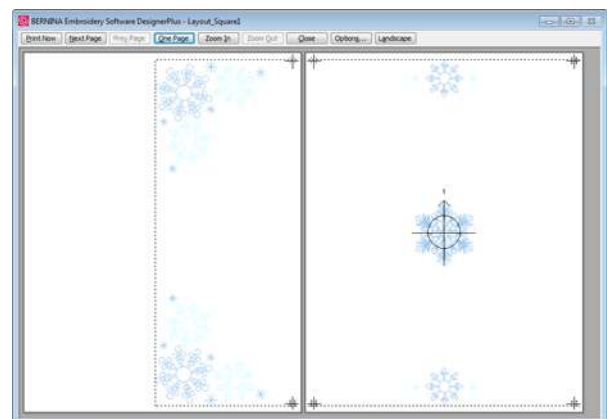 BERNINA Embroidery Software DesignerPlus - Layout_Square1
Print Now Next Page Prev Page One Page Zoom In Zoom Out Close Options... Landscape
1